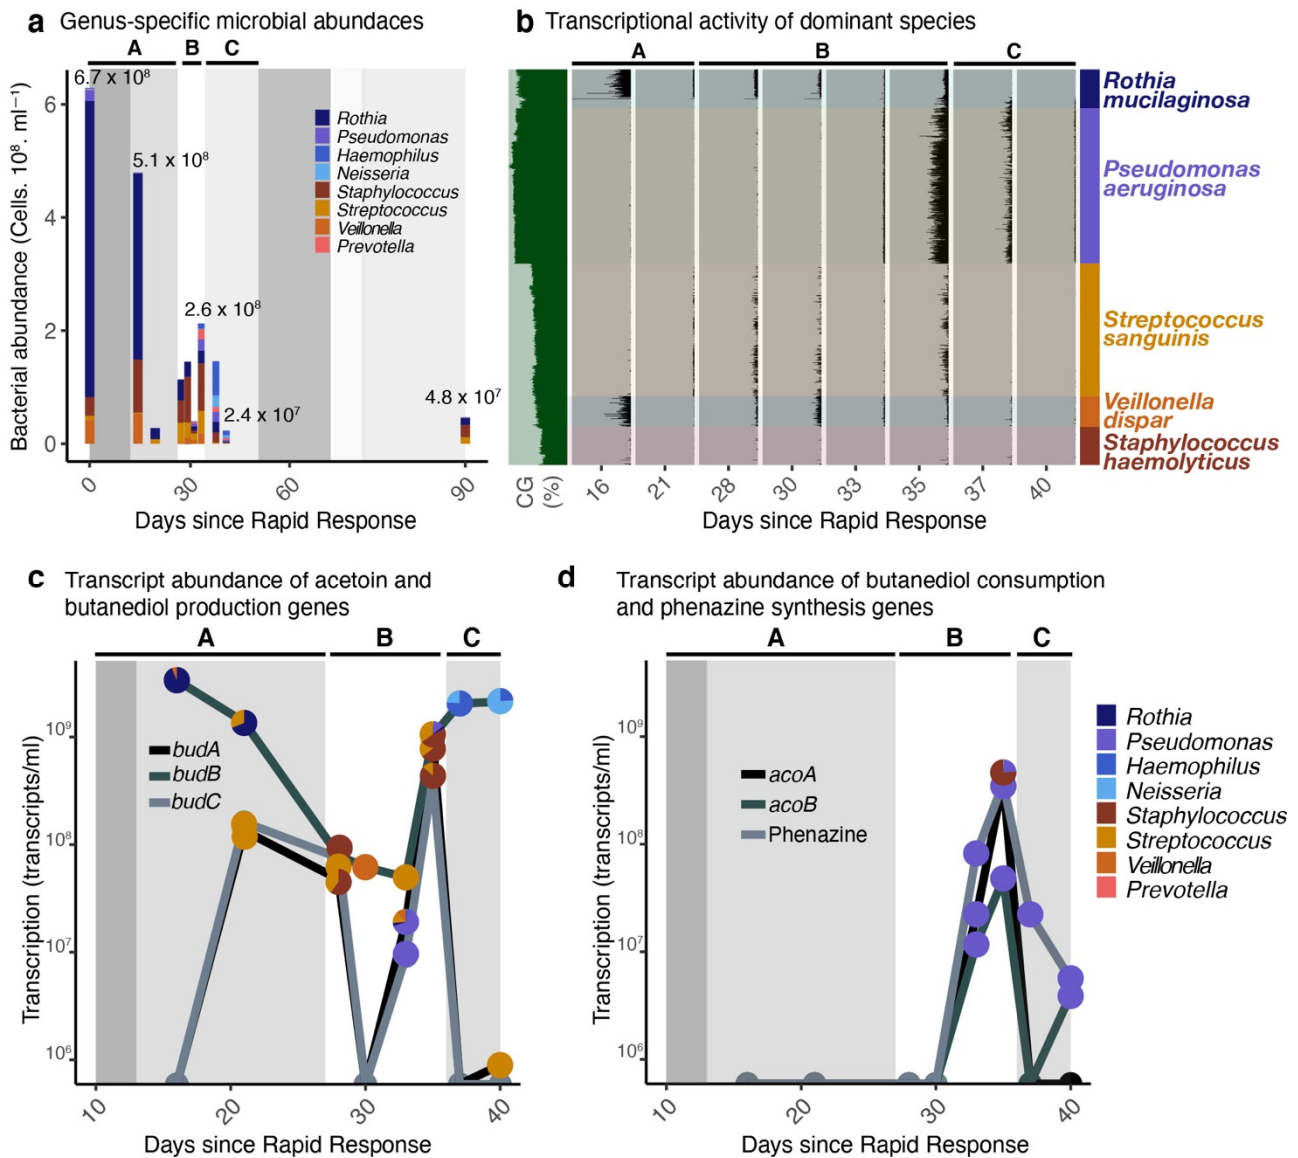 a Genus-specific microbial abundaces
A B C
6.7 x 10⁸
5.1 x 10⁸
2.6 x 10⁸
2.4 x 10⁷
4.8 x 10⁷
Rothia
Pseudomonas
Haemophilus
Neisseria
Staphylococcus
Streptococcus
Veillonella
Prevotella
Bacterial abundance (Cells. 10⁸. ml⁻¹)
6
4
2
0
0 30 60 90
Days since Rapid Response
b Transcriptional activity of dominant species
A B C
Rothia
mucilaginosa
Pseudomonas
aeruginosa
Streptococcus
sanguinis
Veillonella
dispar
Staphylococcus
haemolyticus
CG
(%)
16 21 28 30 33 35 37 40
Days since Rapid Response
c Transcript abundance of acetoin and
butanediol production genes
A B C
budA
budB
budC
Transcription (transcripts/ml)
10⁹
10⁸
10⁷
10⁶
10 20 30 40
Days since Rapid Response
d Transcript abundance of butanediol consumption
and phenazine synthesis genes
A B C
acoA
acoB
Phenazine
Transcription (transcripts/ml)
10⁹
10⁸
10⁷
10⁶
10 20 30 40
Days since Rapid Response
Rothia
Pseudomonas
Haemophilus
Neisseria
Staphylococcus
Streptococcus
Veillonella
Prevotella